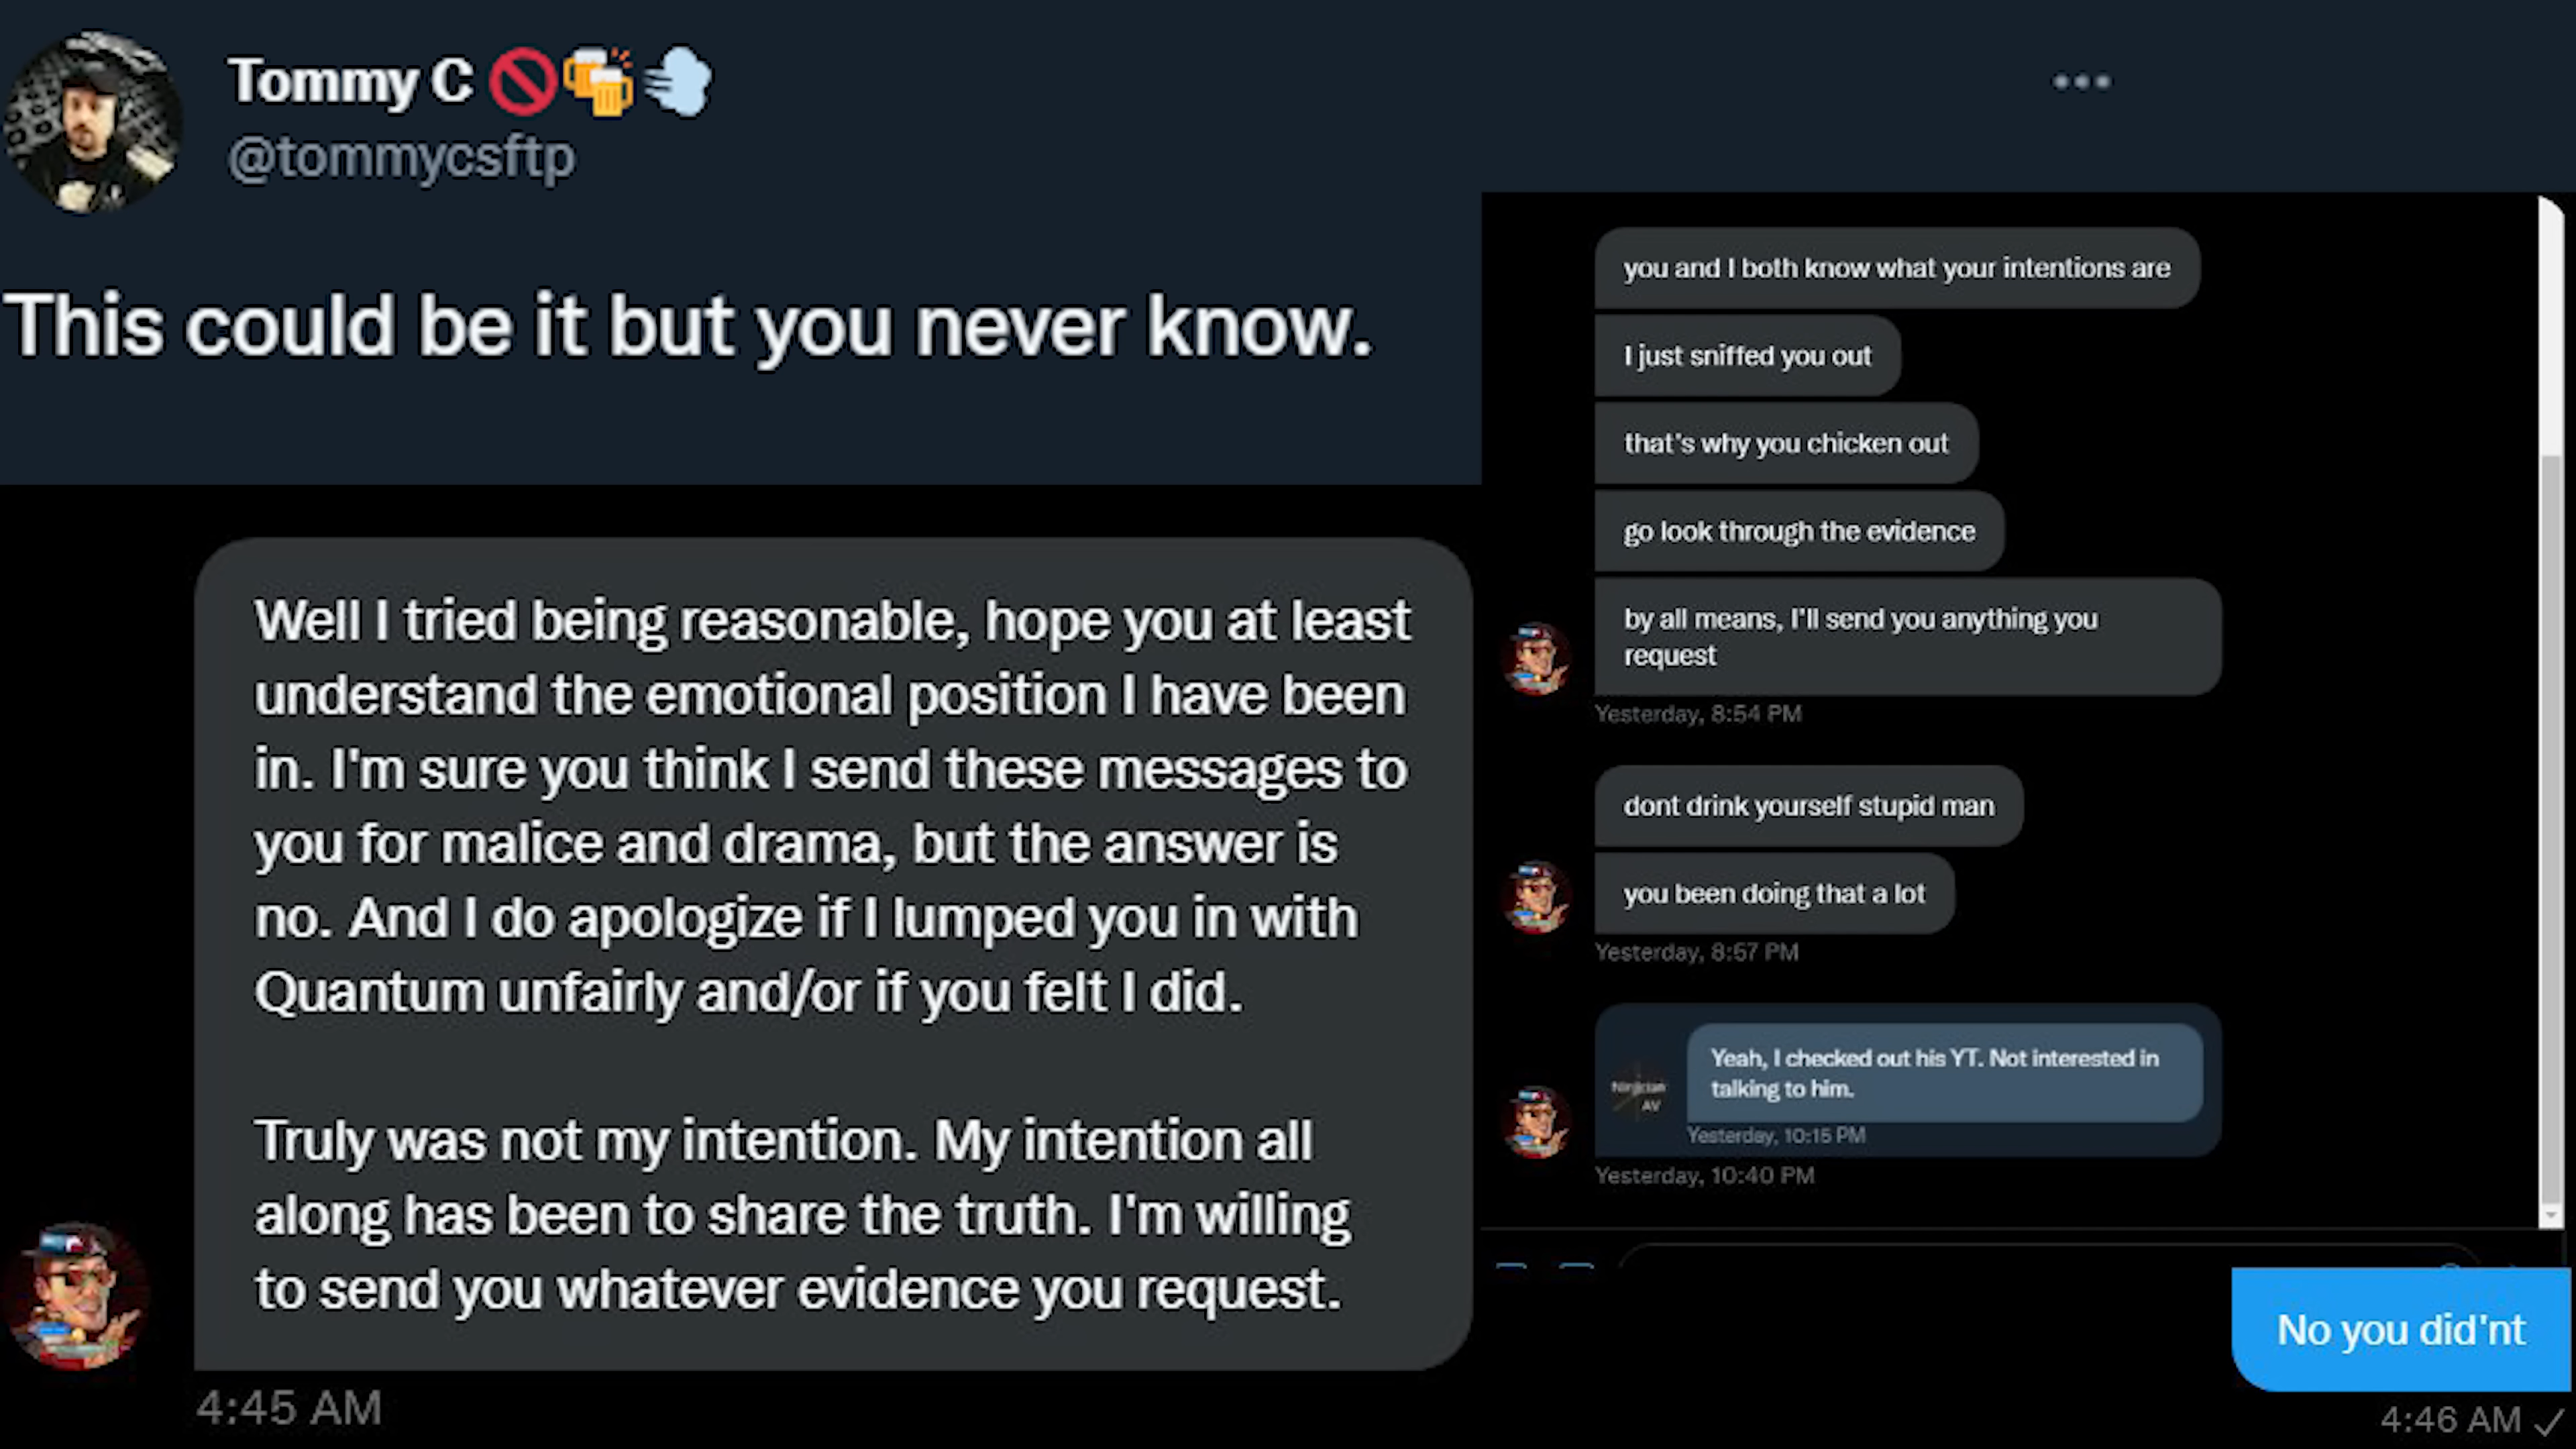 Tommy C 🚫🍻💨
@tommycsftp
This could be it but you never know.
Well I tried being reasonable, hope you at least
understand the emotional position I have been
in. I'm sure you think I send these messages to
you for malice and drama, but the answer is
no. And I do apologize if I lumped you in with
Quantum unfairly and/or if you felt I did.
Truly was not my intention. My intention all
along has been to share the truth. I'm willing
to send you whatever evidence you request.
4:45 AM
you and I both know what your intentions are
I just sniffed you out
that's why you chicken out
go look through the evidence
by all means, I'll send you anything you
request
Yesterday, 8:54 PM
dont drink yourself stupid man
you been doing that a lot
Yesterday, 8:57 PM
Yeah, I checked out his YT. Not interested in
talking to him.
AV
Yesterday, 10:15 PM
Yesterday, 10:40 PM
No you did'nt
4:46 AM